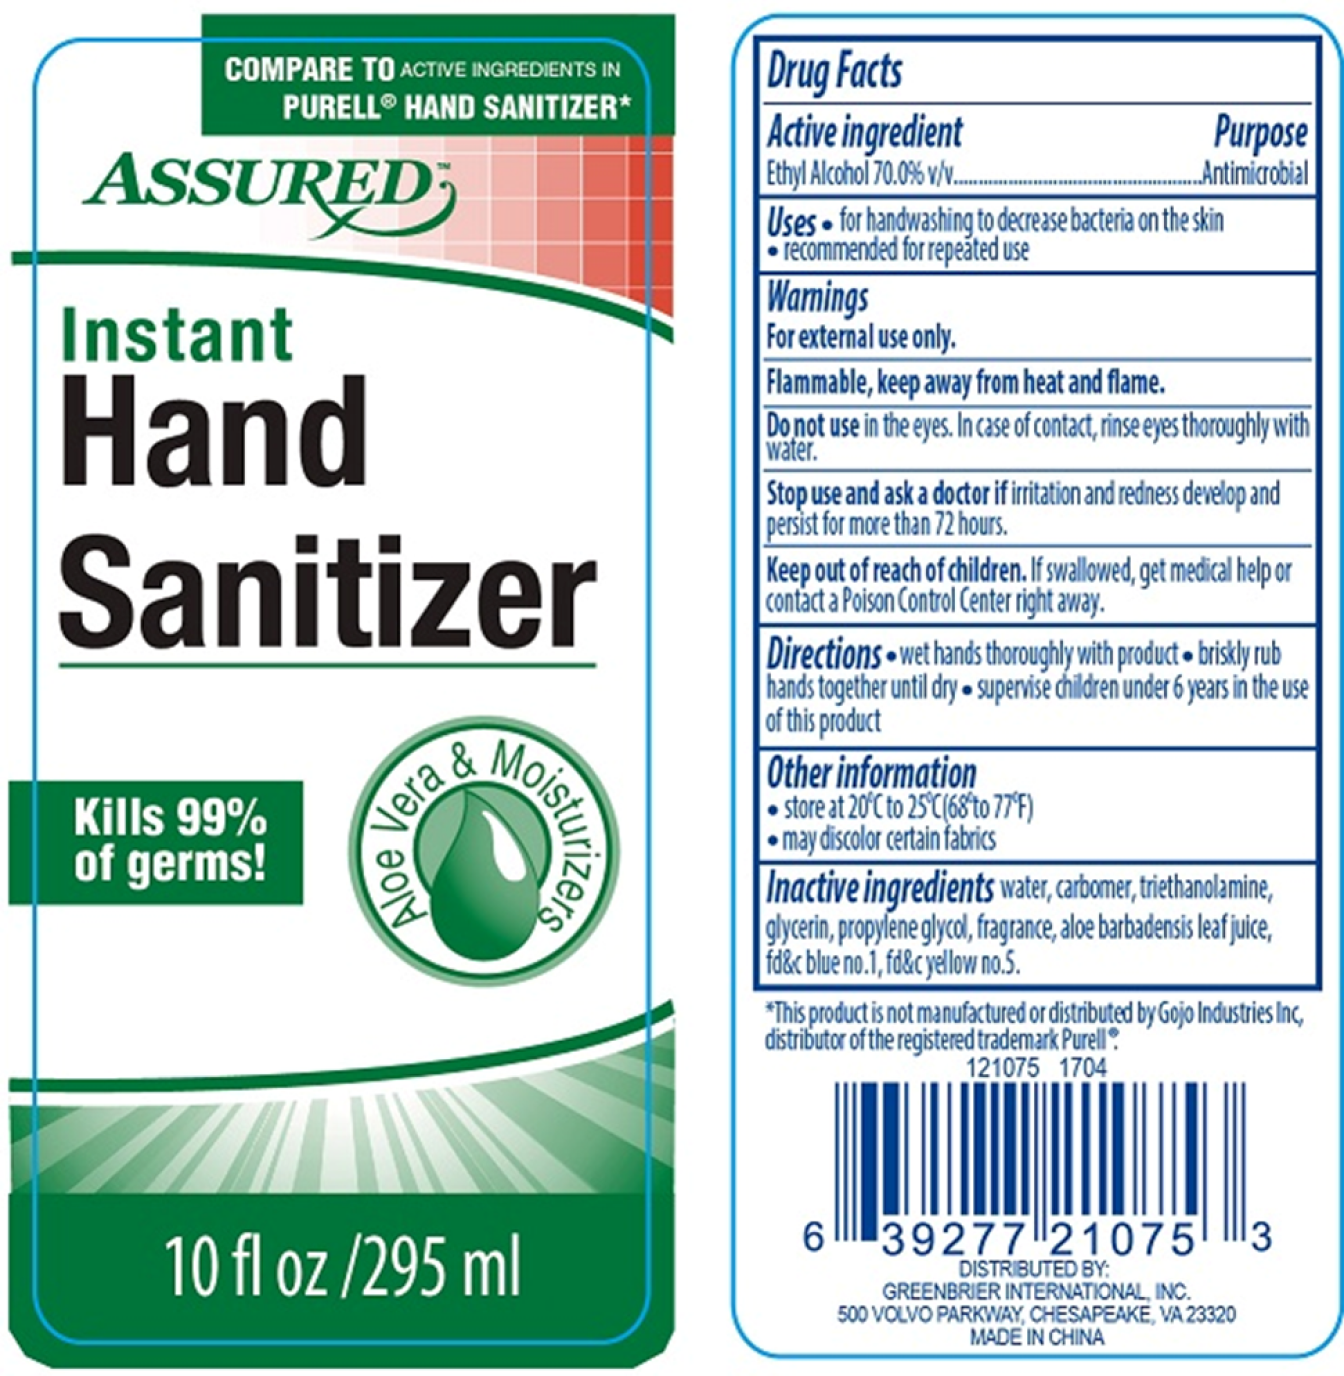 COMPARE TO ACTIVE INGREDIENTS IN
PURELL® HAND SANITIZER*
ASSURED™
Instant
Hand
Sanitizer
Kills 99%
of germs!
Aloe Vera & Moisturizers
10 fl oz /295 ml
Drug Facts
Active ingredient Purpose
Ethyl Alcohol 70.0% v/v..................................................Antimicrobial
Uses • for handwashing to decrease bacteria on the skin
• recommended for repeated use
Warnings
For external use only.
Flammable, keep away from heat and flame.
Do not use in the eyes. In case of contact, rinse eyes thoroughly with
water.
Stop use and ask a doctor if irritation and redness develop and
persist for more than 72 hours.
Keep out of reach of children. If swallowed, get medical help or
contact a Poison Control Center right away.
Directions • wet hands thoroughly with product • briskly rub
hands together until dry • supervise children under 6 years in the use
of this product
Other information
• store at 20°C to 25°C(68°to 77°F)
• may discolor certain fabrics
Inactive ingredients water, carbomer, triethanolamine,
glycerin, propylene glycol, fragrance, aloe barbadensis leaf juice,
fd&c blue no.1, fd&c yellow no.5.
*This product is not manufactured or distributed by Gojo Industries Inc,
distributor of the registered trademark Purell®.
121075 1704
6 39277 21075 3
DISTRIBUTED BY:
GREENBRIER INTERNATIONAL, INC.
500 VOLVO PARKWAY, CHESAPEAKE, VA 23320
MADE IN CHINA